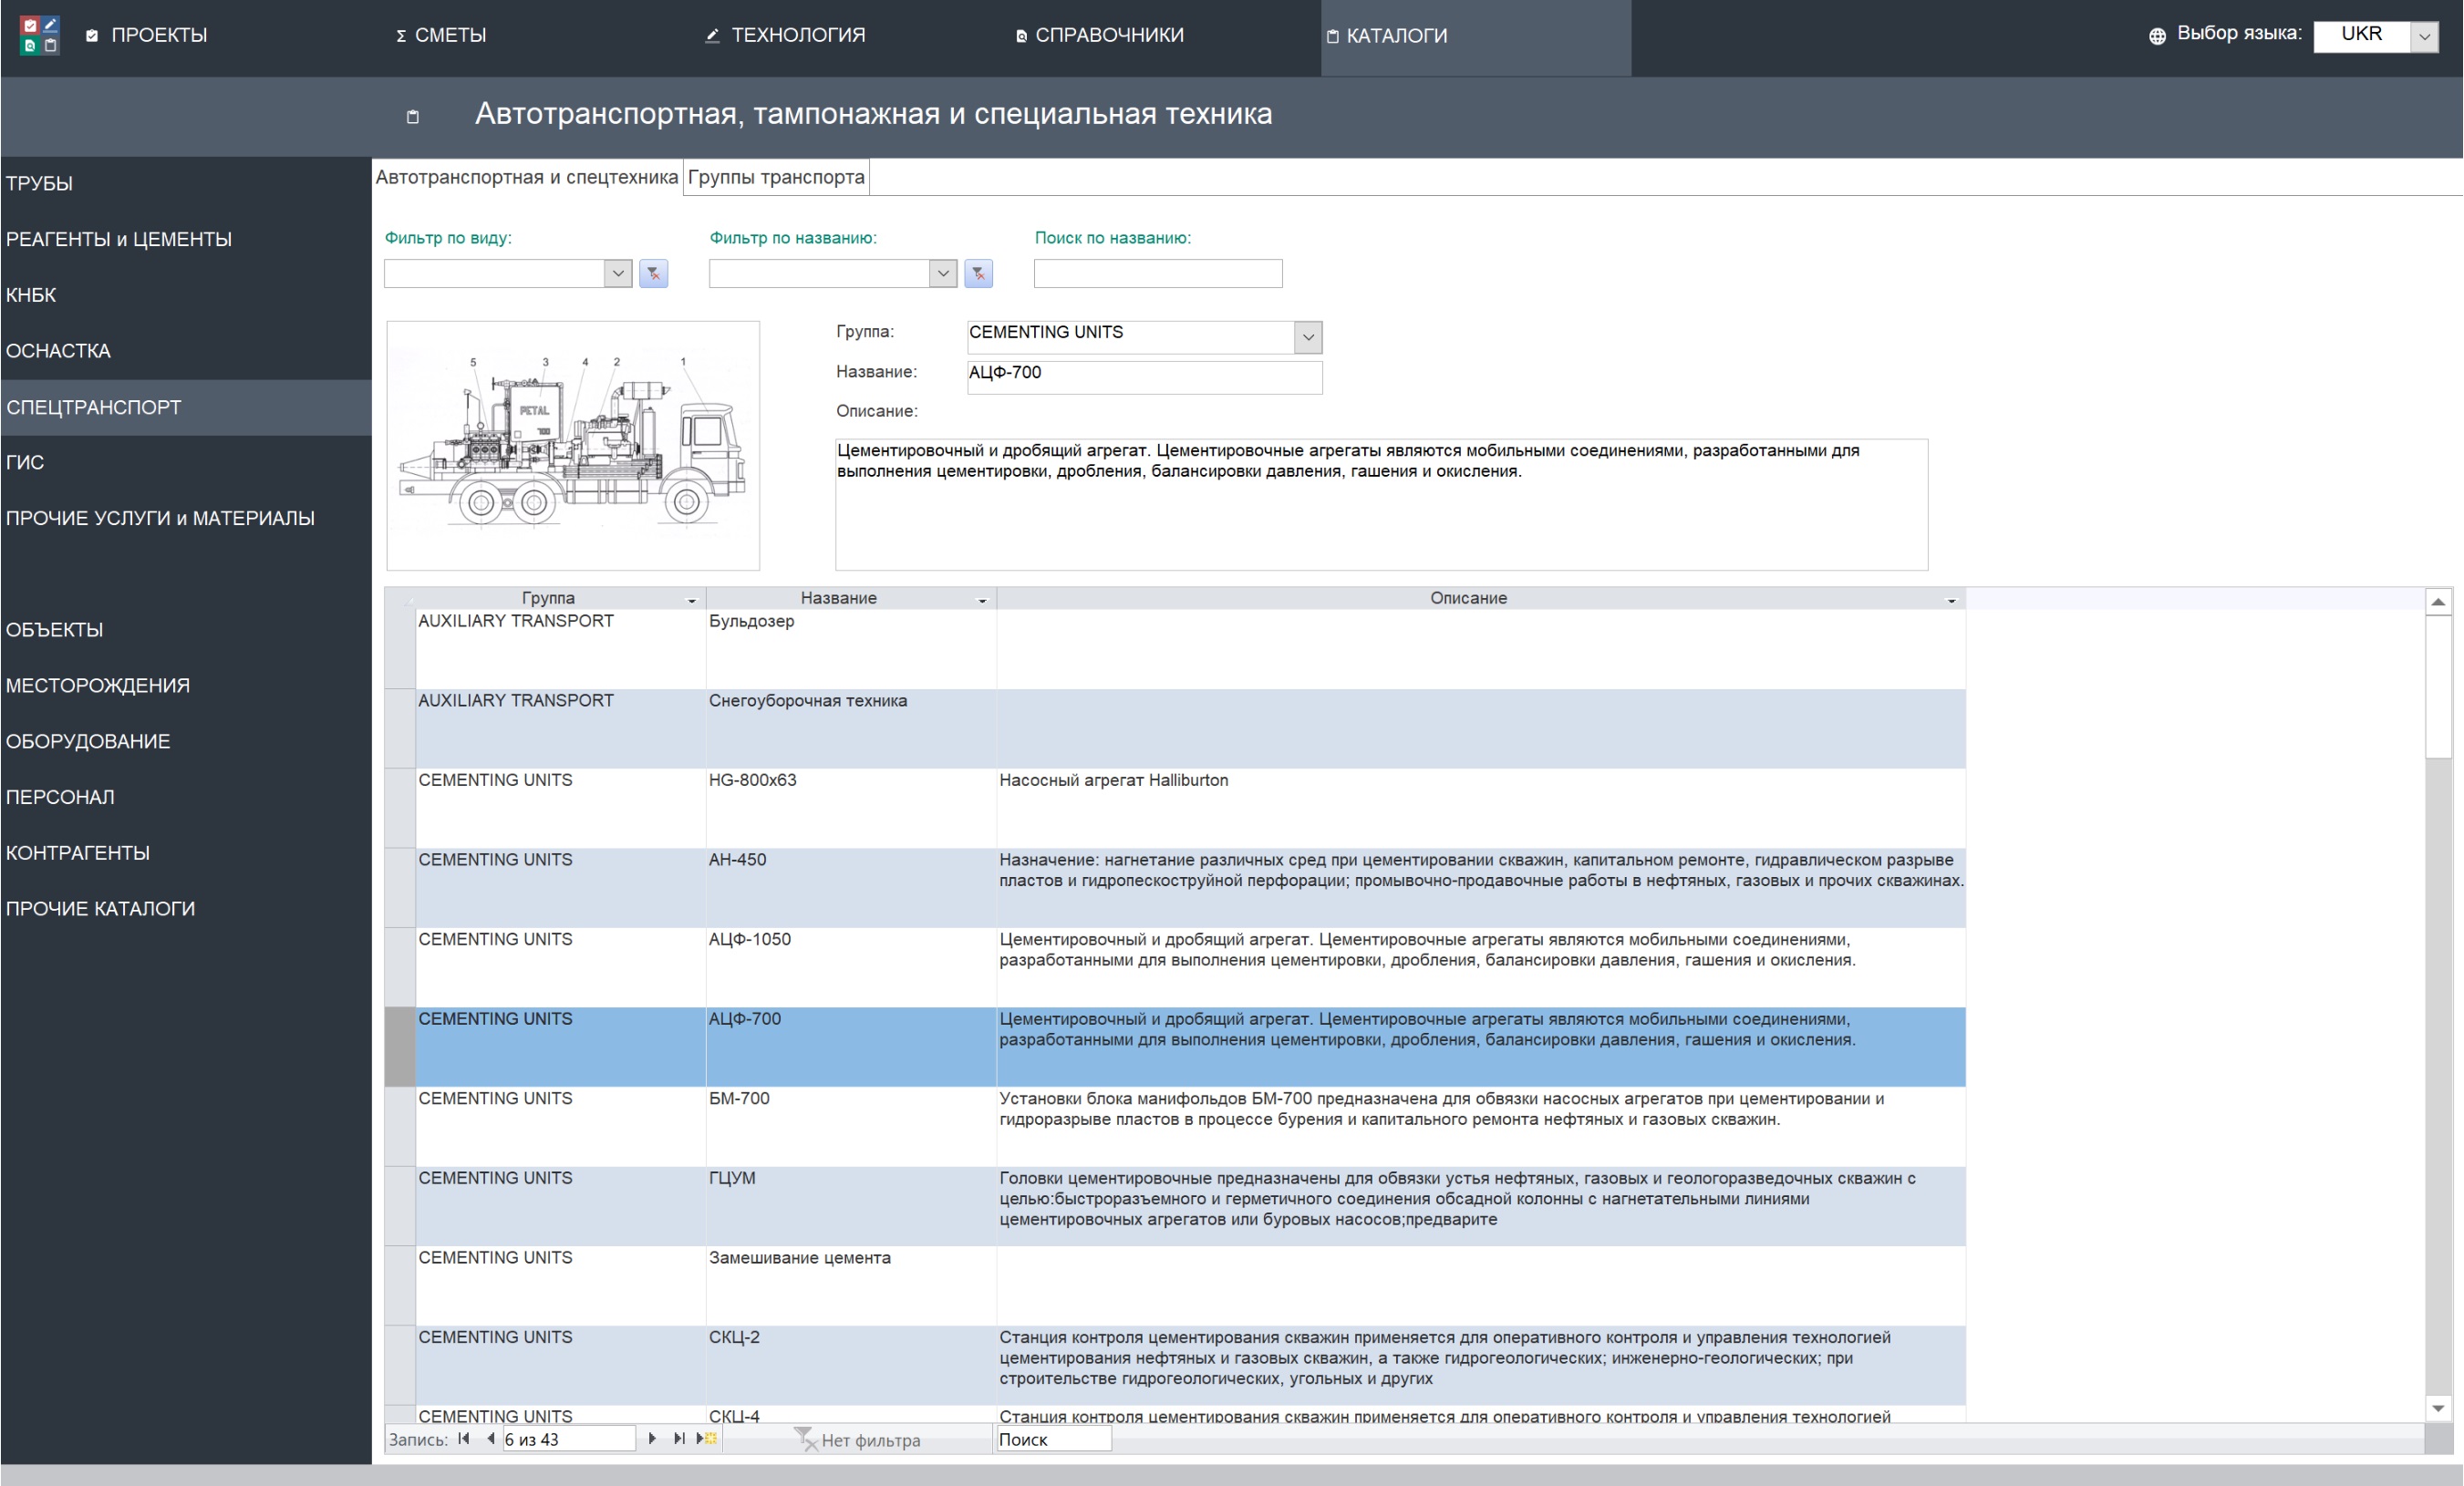 ПРОЕКТЫ
Σ СМЕТЫ
ТЕХНОЛОГИЯ
СПРАВОЧНИКИ
КАТАЛОГИ
Выбор языка:
UKR
Автотранспортная, тампонажная и специальная техника
ТРУБЫ
РЕАГЕНТЫ и ЦЕМЕНТЫ
КНБК
ОСНАСТКА
СПЕЦТРАНСПОРТ
ГИС
ПРОЧИЕ УСЛУГИ и МАТЕРИАЛЫ
ОБЪЕКТЫ
МЕСТОРОЖДЕНИЯ
ОБОРУДОВАНИЕ
ПЕРСОНАЛ
КОНТРАГЕНТЫ
ПРОЧИЕ КАТАЛОГИ
Автотранспортная и спецтехника
Группы транспорта
Фильтр по виду:
Фильтр по названию:
Поиск по названию:
5 3 4 2 1
PETAL
700
Группа:
CEMENTING UNITS
Название:
АЦФ-700
Описание:
Цементировочный и дробящий агрегат. Цементировочные агрегаты являются мобильными соединениями, разработанными для
выполнения цементировки, дробления, балансировки давления, гашения и окисления.
Группа
Название
Описание
AUXILIARY TRANSPORT
Бульдозер
AUXILIARY TRANSPORT
Снегоуборочная техника
CEMENTING UNITS
HG-800x63
Насосный агрегат Halliburton
CEMENTING UNITS
АН-450
Назначение: нагнетание различных сред при цементировании скважин, капитальном ремонте, гидравлическом разрыве
пластов и гидропескоструйной перфорации; промывочно-продавочные работы в нефтяных, газовых и прочих скважинах.
CEMENTING UNITS
АЦФ-1050
Цементировочный и дробящий агрегат. Цементировочные агрегаты являются мобильными соединениями,
разработанными для выполнения цементировки, дробления, балансировки давления, гашения и окисления.
CEMENTING UNITS
АЦФ-700
Цементировочный и дробящий агрегат. Цементировочные агрегаты являются мобильными соединениями,
разработанными для выполнения цементировки, дробления, балансировки давления, гашения и окисления.
CEMENTING UNITS
БМ-700
Установки блока манифольдов БМ-700 предназначена для обвязки насосных агрегатов при цементировании и
гидроразрыве пластов в процессе бурения и капитального ремонта нефтяных и газовых скважин.
CEMENTING UNITS
ГЦУМ
Головки цементировочные предназначены для обвязки устья нефтяных, газовых и геологоразведочных скважин с
целью:быстроразъемного и герметичного соединения обсадной колонны с нагнетательными линиями
цементировочных агрегатов или буровых насосов;предварите
CEMENTING UNITS
Замешивание цемента
CEMENTING UNITS
СКЦ-2
Станция контроля цементирования скважин применяется для оперативного контроля и управления технологией
цементирования нефтяных и газовых скважин, а также гидрогеологических; инженерно-геологических; при
строительстве гидрогеологических, угольных и других
CEMENTING UNITS
СКЦ-4
Станция контроля цементирования скважин применяется для оперативного контроля и управления технологией
Запись:
6 из 43
Нет фильтра
Поиск